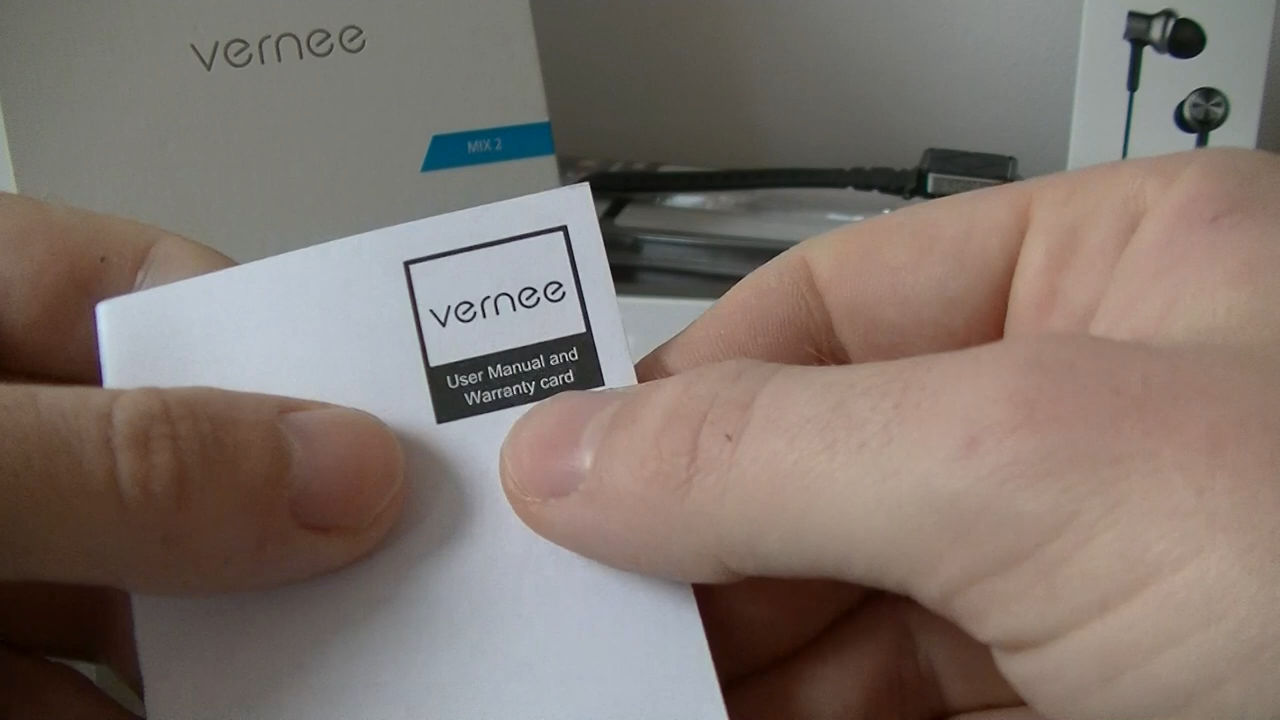 vernee
MIX 2
vernee
User Manual and
Warranty card